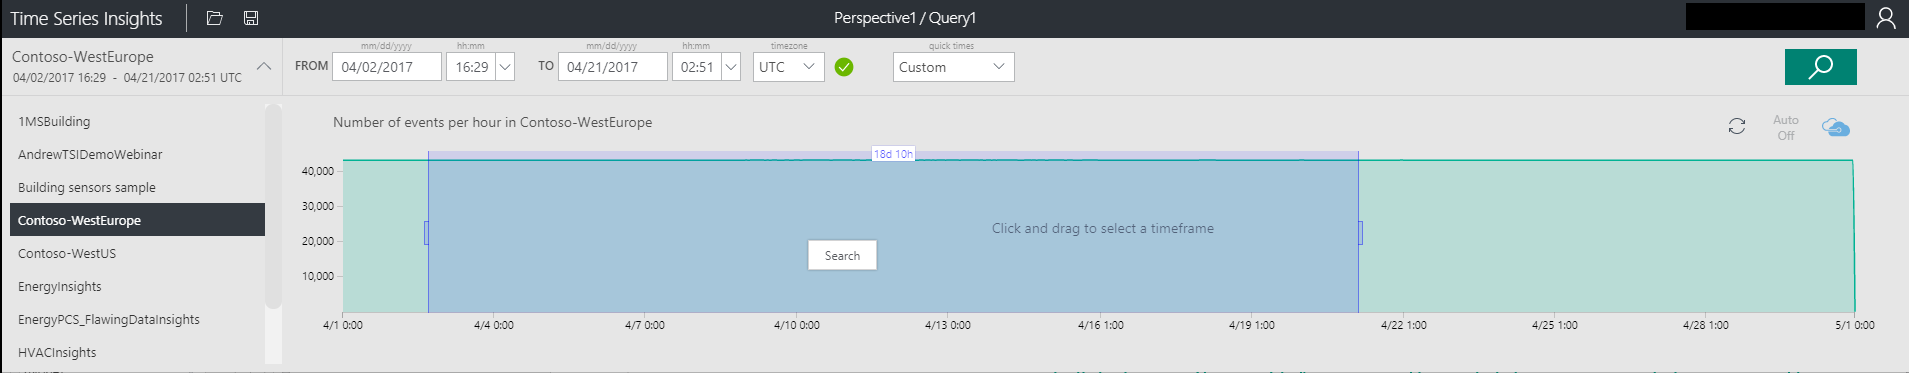 Time Series Insights
Perspective1 / Query1
Contoso-WestEurope
04/02/2017 16:29 - 04/21/2017 02:51 UTC
mm/dd/yyyy hh:mm mm/dd/yyyy hh:mm timezone quick times
FROM 04/02/2017 16:29 TO 04/21/2017 02:51 UTC Custom
1MSBuilding
AndrewTSIDemoWebinar
Building sensors sample
Contoso-WestEurope
Contoso-WestUS
EnergyInsights
EnergyPCS_FlawingDataInsights
HVACInsights
Number of events per hour in Contoso-WestEurope
Auto
Off
18d 10h
40,000
30,000
20,000
10,000
Click and drag to select a timeframe
Search
4/1 0:00 4/4 0:00 4/7 0:00 4/10 0:00 4/13 0:00 4/16 1:00 4/19 1:00 4/22 1:00 4/25 1:00 4/28 1:00 5/1 0:00